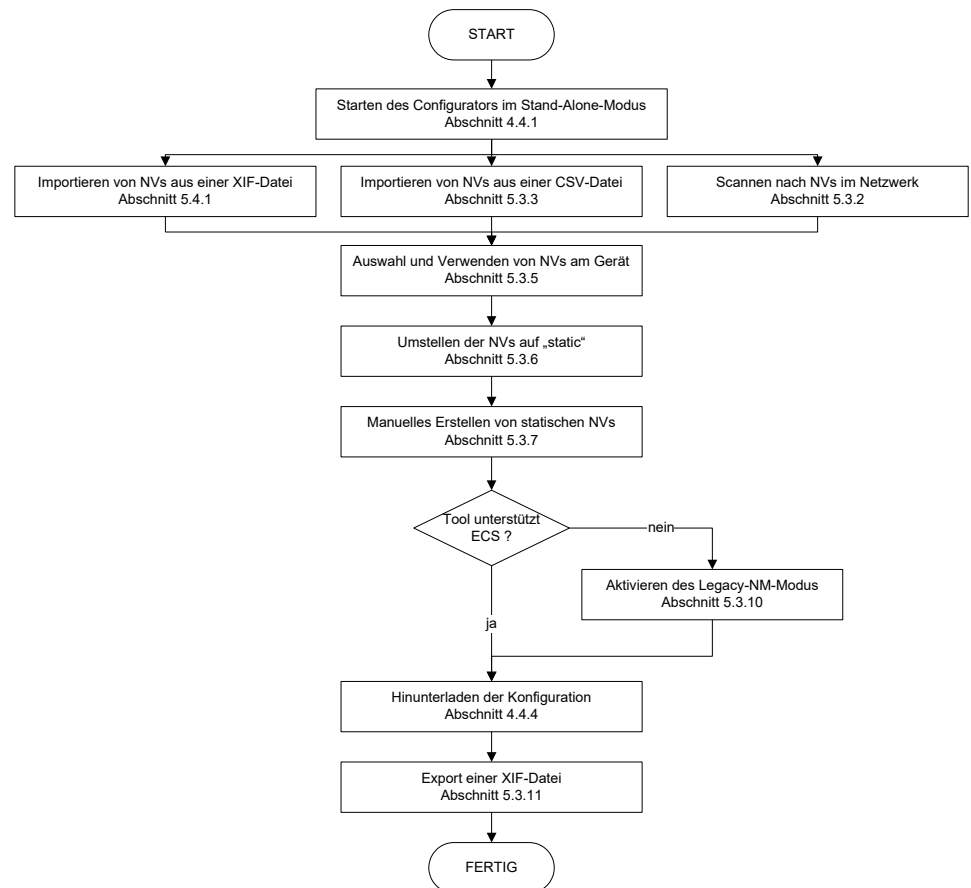 START
Starten des Configurators im Stand-Alone-Modus
Abschnitt 4.4.1
Importieren von NVs aus einer XIF-Datei
Abschnitt 5.4.1
Importieren von NVs aus einer CSV-Datei
Abschnitt 5.3.3
Scannen nach NVs im Netzwerk
Abschnitt 5.3.2
Auswahl und Verwenden von NVs am Gerät
Abschnitt 5.3.5
Umstellen der NVs auf „static“
Abschnitt 5.3.6
Manuelles Erstellen von statischen NVs
Abschnitt 5.3.7
Tool unterstützt
ECS ?
nein
Aktivieren des Legacy-NM-Modus
Abschnitt 5.3.10
ja
Hinunterladen der Konfiguration
Abschnitt 4.4.4
Export einer XIF-Datei
Abschnitt 5.3.11
FERTIG